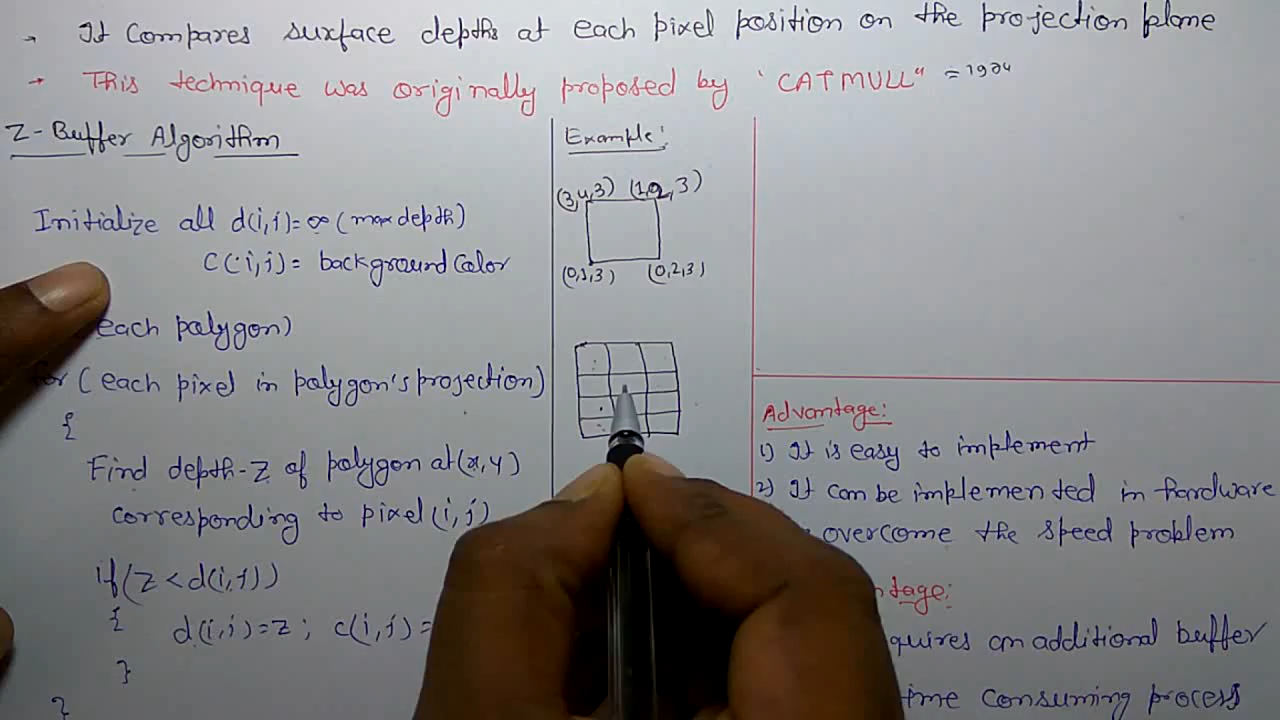 → It compares surface depths at each pixel position on the projection plane
→ This technique was originally proposed by "CATMULL" =
Z-Buffer Algorithm
Initialize all d(i,j)=∞ (max depth)
c(i,j)= background color
each polygon)
for (each pixel in polygon's projection)
{
Find depth-Z of polygon at(x,y)
corresponding to pixel(i,j)
if(Z<d(i,j))
{ d(i,j)=Z; c(i,j)=
}
}
Example:
(3,4,3) (1,2,3)
(0,1,3) (0,2,3)
Advantage:
1) It is easy to implement
2) It can be implemented in hardware
overcome the speed problem
tage:
quires an additional buffer
ime consuming process